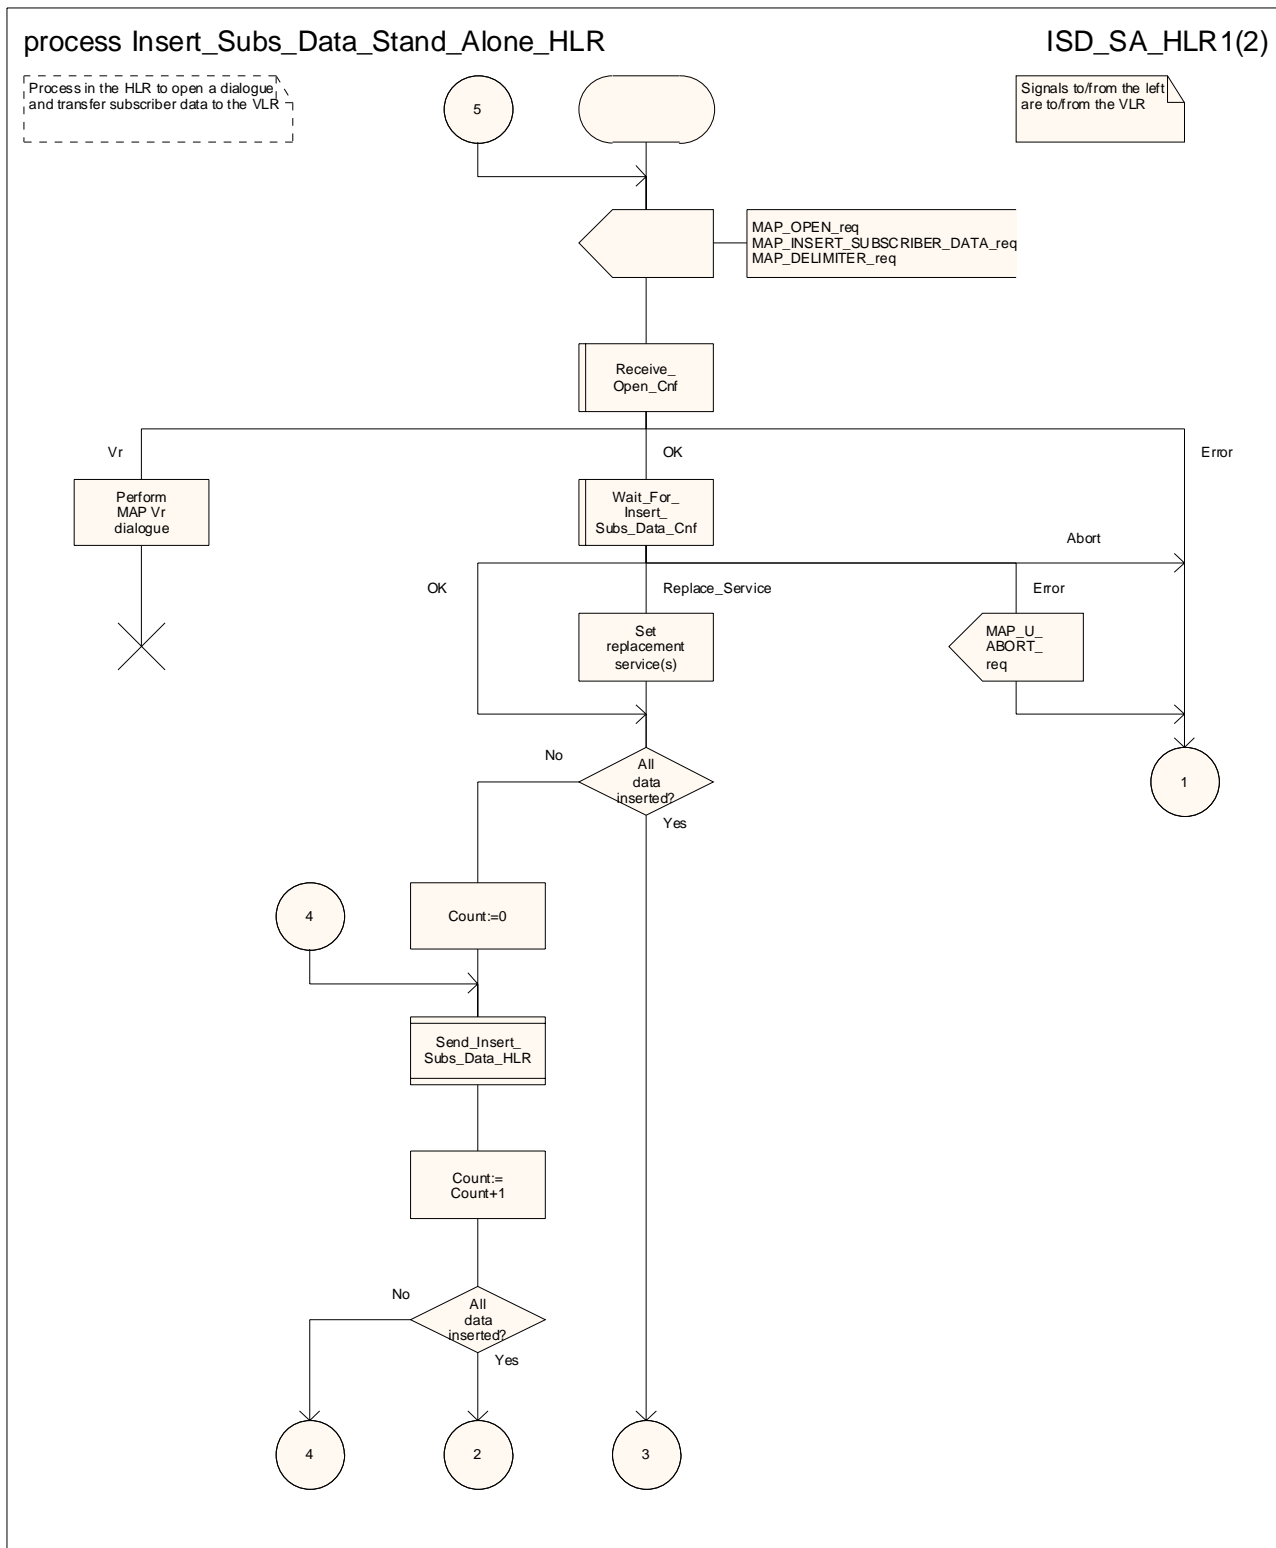 process Insert_Subs_Data_Stand_Alone_HLR
ISD_SA_HLR1(2)
Process in the HLR to open a dialogue
and transfer subscriber data to the VLR
5
Signals to/from the left
are to/from the VLR
MAP_OPEN_req
MAP_INSERT_SUBSCRIBER_DATA_req
MAP_DELIMITER_req
Receive_
Open_Cnf
Vr
OK
Error
Perform
MAP Vr
dialogue
Wait_For_
Insert_
Subs_Data_Cnf
Abort
OK
Replace_Service
Error
Set
replacement
service(s)
MAP_U_
ABORT_
req
No
All
data
inserted?
Yes
1
4
Count:=0
Send_Insert_
Subs_Data_HLR
Count:=
Count+1
No
All
data
inserted?
Yes
4
2
3